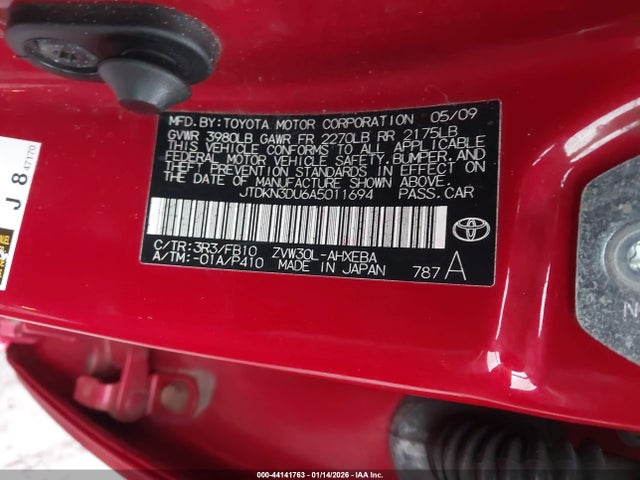 MFD. BY: TOYOTA MOTOR CORPORATION 05/09
GVWR 3980LB GAWR FR 2270LB RR 2175LB
THIS VEHICLE CONFORMS TO ALL APPLICABLE
FEDERAL MOTOR VEHICLE SAFETY, BUMPER, AND
THEFT PREVENTION STANDARDS IN EFFECT ON
THE DATE OF MANUFACTURE SHOWN ABOVE.
JTDKN3DU6A5011694 PASS. CAR
C/TR: 3R3/FB10 ZVW30L-AHXEBA
A/TM: -01A/P410 MADE IN JAPAN 787 A
J 8
47170
N
000-44141763 - 01/14/2026 - IAA Inc.